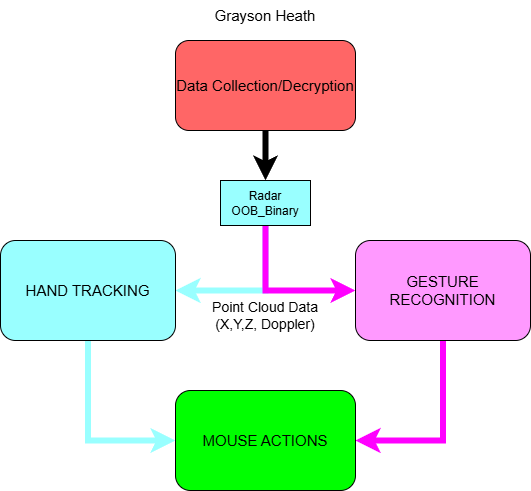 Grayson Heath
Data Collection/Decryption
Radar
OOB_Binary
HAND TRACKING
GESTURE
RECOGNITION
Point Cloud Data
(X,Y,Z, Doppler)
MOUSE ACTIONS